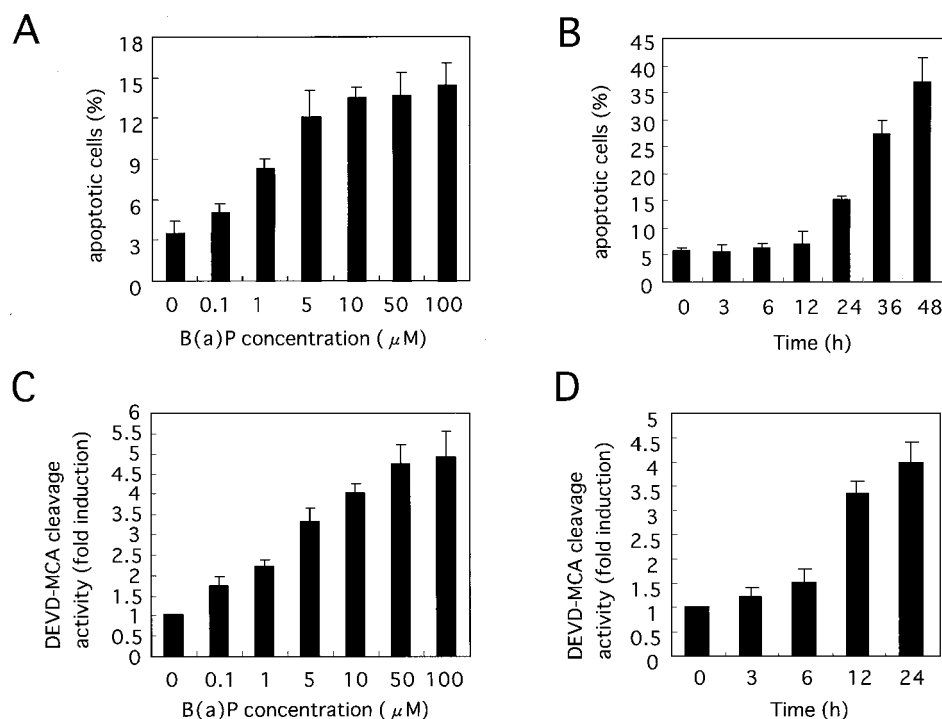 A
apoptotic cells (%)
18
15
12
9
6
3
0
0 0.1 1 5 10 50 100
B(a)P concentration ( μM)
B
apoptotic cells (%)
45
40
35
30
25
20
15
10
5
0
0 3 6 12 24 36 48
Time (h)
C
DEVD-MCA cleavage
activity (fold induction)
6
5.5
5
4.5
4
3.5
3
2.5
2
1.5
1
0.5
0
0 0.1 1 5 10 50 100
B(a)P concentration ( μM)
D
DEVD-MCA cleavage
activity (fold induction)
5
4.5
4
3.5
3
2.5
2
1.5
1
0.5
0
0 3 6 12 24
Time (h)